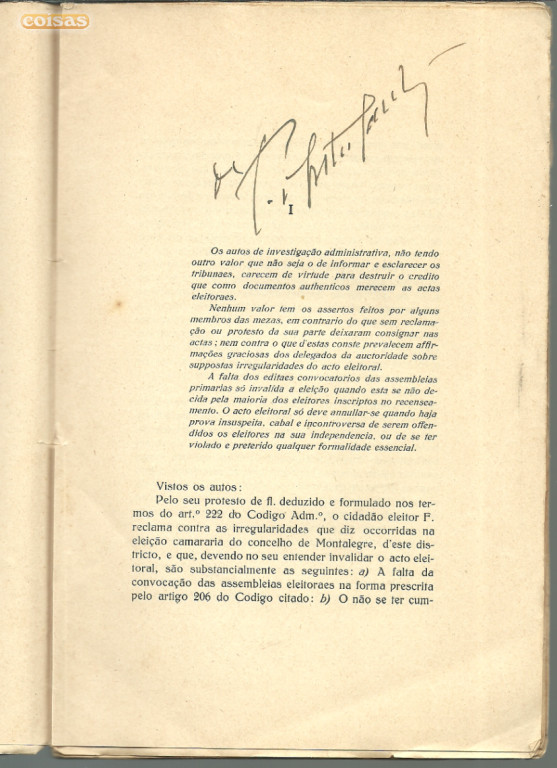 coisas
I
Os autos de investigação administrativa, não tendo
outro valor que não seja o de informar e esclarecer os
tribunaes, carecem de virtude para destruir o credito
que como documentos authenticos merecem as actas
eleitoraes.
Nenhum valor tem os assertos feitos por alguns
membros das mezas, em contrario do que sem reclama-
ção ou protesto da sua parte deixaram consignar nas
actas; nem contra o que d'estas conste prevalecem affir-
mações graciosas dos delegados da auctoridade sobre
suppostas irregularidades do acto eleitoral.
A falta dos editaes convocatorios das assembleias
primarias só invalida a eleição quando esta se não de-
cida pela maioria dos eleitores inscriptos no recensea-
mento. O acto eleitoral só deve annullar-se quando haja
prova insuspeita, cabal e incontroversa de serem offen-
didos os eleitores na sua independencia, ou de se ter
violado e preterido qualquer formalidade essencial.
Vistos os autos:
Pelo seu protesto de fl. deduzido e formulado nos ter-
mos do art.º 222 do Codigo Adm.º, o cidadão eleitor F.
reclama contra as irregularidades que diz occorridas na
eleição camararia do concelho de Montalegre, d'este dis-
tricto, e que, devendo no seu entender invalidar o acto elei-
toral, são substancialmente as seguintes: a) A falta da
convocação das assembleias eleitoraes na forma prescrita
pelo artigo 206 do Codigo citado: b) O não se ter cum-